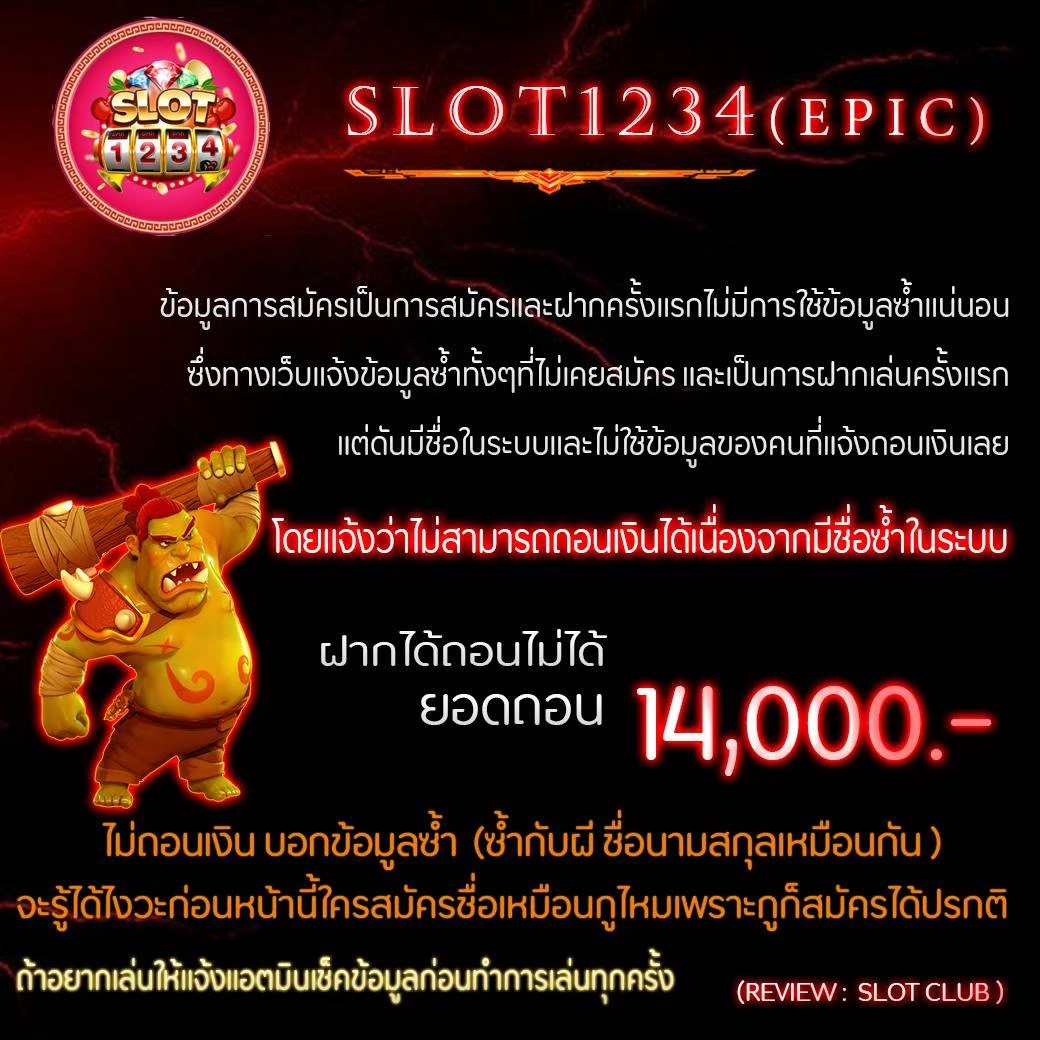 SLOT
1234
SLOT1234(EPIC)
ข้อมูลการสมัครเป็นการสมัครและฝากครั้งแรกไม่มีการใช้ข้อมูลซ้ำแน่นอน
ซึ่งทางเว็บแจ้งข้อมูลซ้ำทั้งๆที่ไม่เคยสมัคร และเป็นการฝากเล่นครั้งแรก
แต่ดันมีชื่อในระบบและไม่ใช้ข้อมูลของคนที่แจ้งถอนเงินเลย
โดยแจ้งว่าไม่สามารถถอนเงินได้เนื่องจากมีชื่อซ้ำในระบบ
ฝากได้ถอนไม่ได้
ยอดถอน 14,000.-
ไม่ถอนเงิน บอกข้อมูลซ้ำ (ซ้ำกับผี ชื่อนามสกุลเหมือนกัน )
จะรู้ได้ไงวะก่อนหน้านี้ใครสมัครชื่อเหมือนกูไหมเพราะกูก็สมัครได้ปรกติ
ถ้าอยากเล่นให้แจ้งแอตมินเช็คข้อมูลก่อนทำการเล่นทุกครั้ง
(REVIEW : SLOT CLUB )